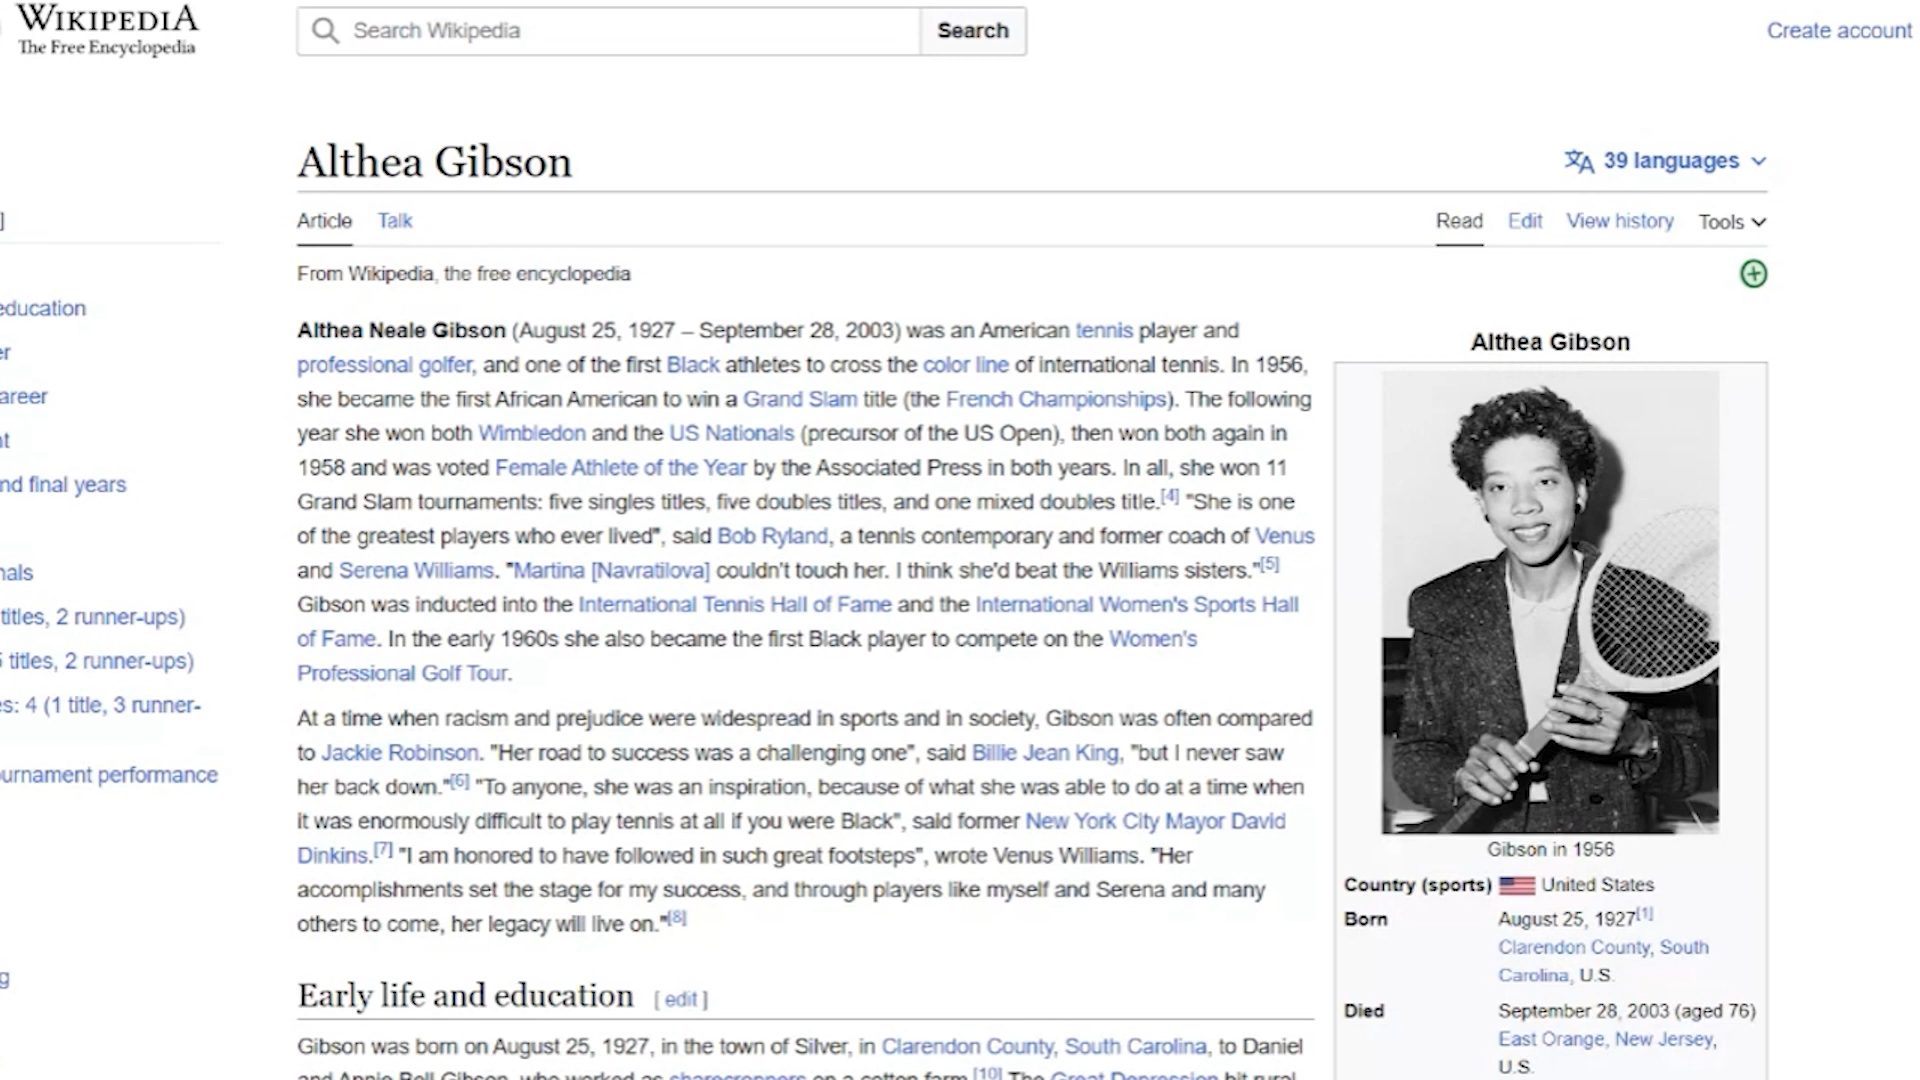 WIKIPEDIA
The Free Encyclopedia
Search Wikipedia
Search
Create account
Althea Gibson
39 languages
Article Talk
Read Edit View history Tools
From Wikipedia, the free encyclopedia
]
education
er
areer
nt
nd final years
nals
titles, 2 runner-ups)
5 titles, 2 runner-ups)
es: 4 (1 title, 3 runner-
ournament performance
g
Althea Neale Gibson (August 25, 1927 – September 28, 2003) was an American tennis player and
professional golfer, and one of the first Black athletes to cross the color line of international tennis. In 1956,
she became the first African American to win a Grand Slam title (the French Championships). The following
year she won both Wimbledon and the US Nationals (precursor of the US Open), then won both again in
1958 and was voted Female Athlete of the Year by the Associated Press in both years. In all, she won 11
Grand Slam tournaments: five singles titles, five doubles titles, and one mixed doubles title.[4] "She is one
of the greatest players who ever lived", said Bob Ryland, a tennis contemporary and former coach of Venus
and Serena Williams. "Martina [Navratilova] couldn't touch her. I think she'd beat the Williams sisters."[5]
Gibson was inducted into the International Tennis Hall of Fame and the International Women's Sports Hall
of Fame. In the early 1960s she also became the first Black player to compete on the Women's
Professional Golf Tour.
At a time when racism and prejudice were widespread in sports and in society, Gibson was often compared
to Jackie Robinson. "Her road to success was a challenging one", said Billie Jean King, "but I never saw
her back down."[6] "To anyone, she was an inspiration, because of what she was able to do at a time when
it was enormously difficult to play tennis at all if you were Black", said former New York City Mayor David
Dinkins.[7] "I am honored to have followed in such great footsteps", wrote Venus Williams. "Her
accomplishments set the stage for my success, and through players like myself and Serena and many
others to come, her legacy will live on."[8]
Early life and education [ edit ]
Gibson was born on August 25, 1927, in the town of Silver, in Clarendon County, South Carolina, to Daniel
and Annie Bell Gibson, who worked as sharecroppers on a cotton farm.[10] The Great Depression hit rural
Althea Gibson
Gibson in 1956
Country (sports) United States
Born August 25, 1927[1]
Clarendon County, South
Carolina, U.S.
Died September 28, 2003 (aged 76)
East Orange, New Jersey,
U.S.